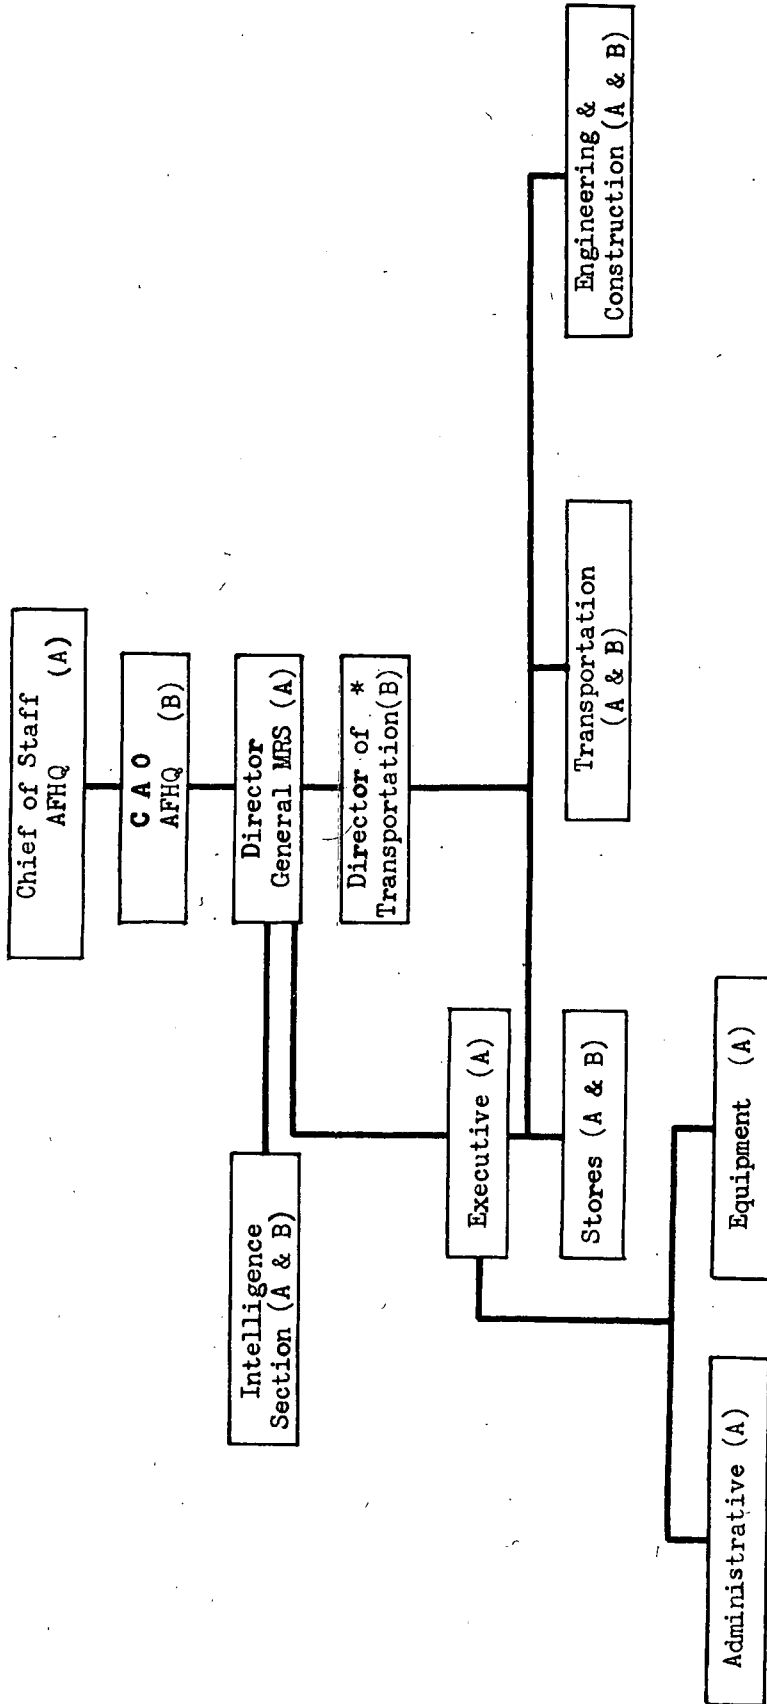 Chief of Staff
AFHQ (A)
C A O
AFHQ (B)
Director
General MRS (A)
Director of *
Transportation(B)
Intelligence
Section (A & B)
Executive (A)
Stores (A & B)
Transportation
(A & B)
Engineering &
Construction (A & B)
Administrative (A)
Equipment (A)